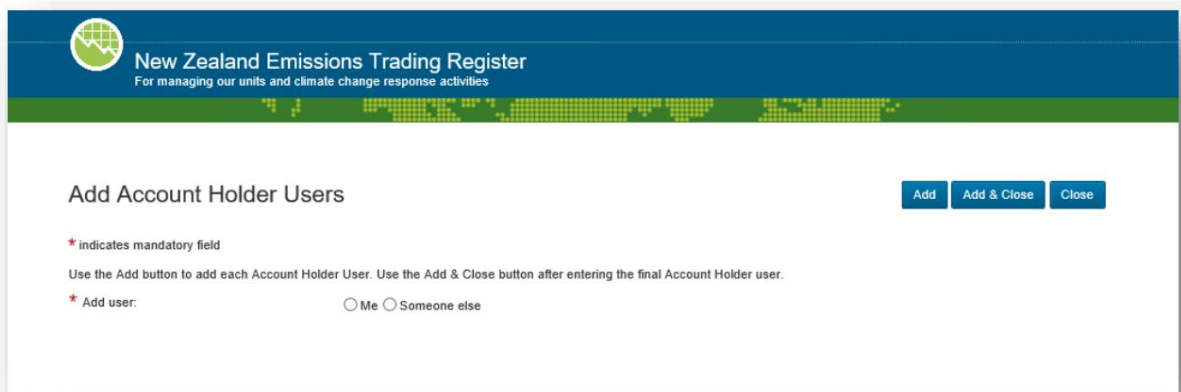 New Zealand Emissions Trading Register
For managing our units and climate change response activities
Add Account Holder Users
Add
Add & Close
Close
* indicates mandatory field
Use the Add button to add each Account Holder User. Use the Add & Close button after entering the final Account Holder user.
* Add user:
Me
Someone else